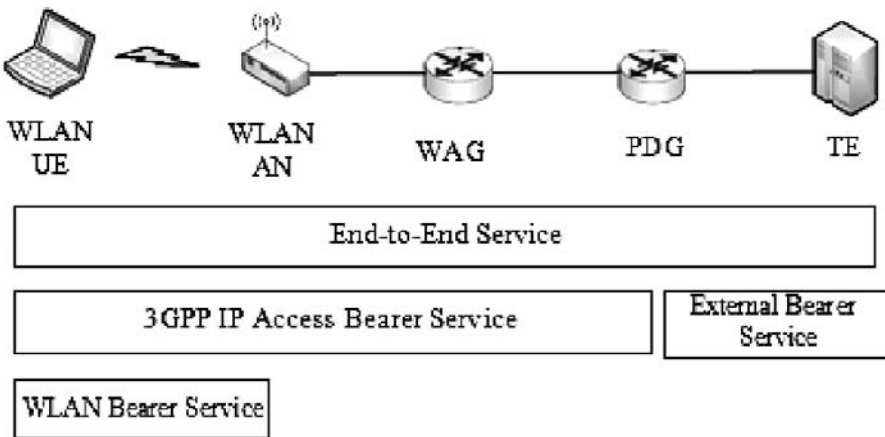 WLAN
UE
WLAN
AN
WAG
PDG
TE
End-to-End Service
3GPP IP Access Bearer Service
External Bearer
Service
WLAN Bearer Service